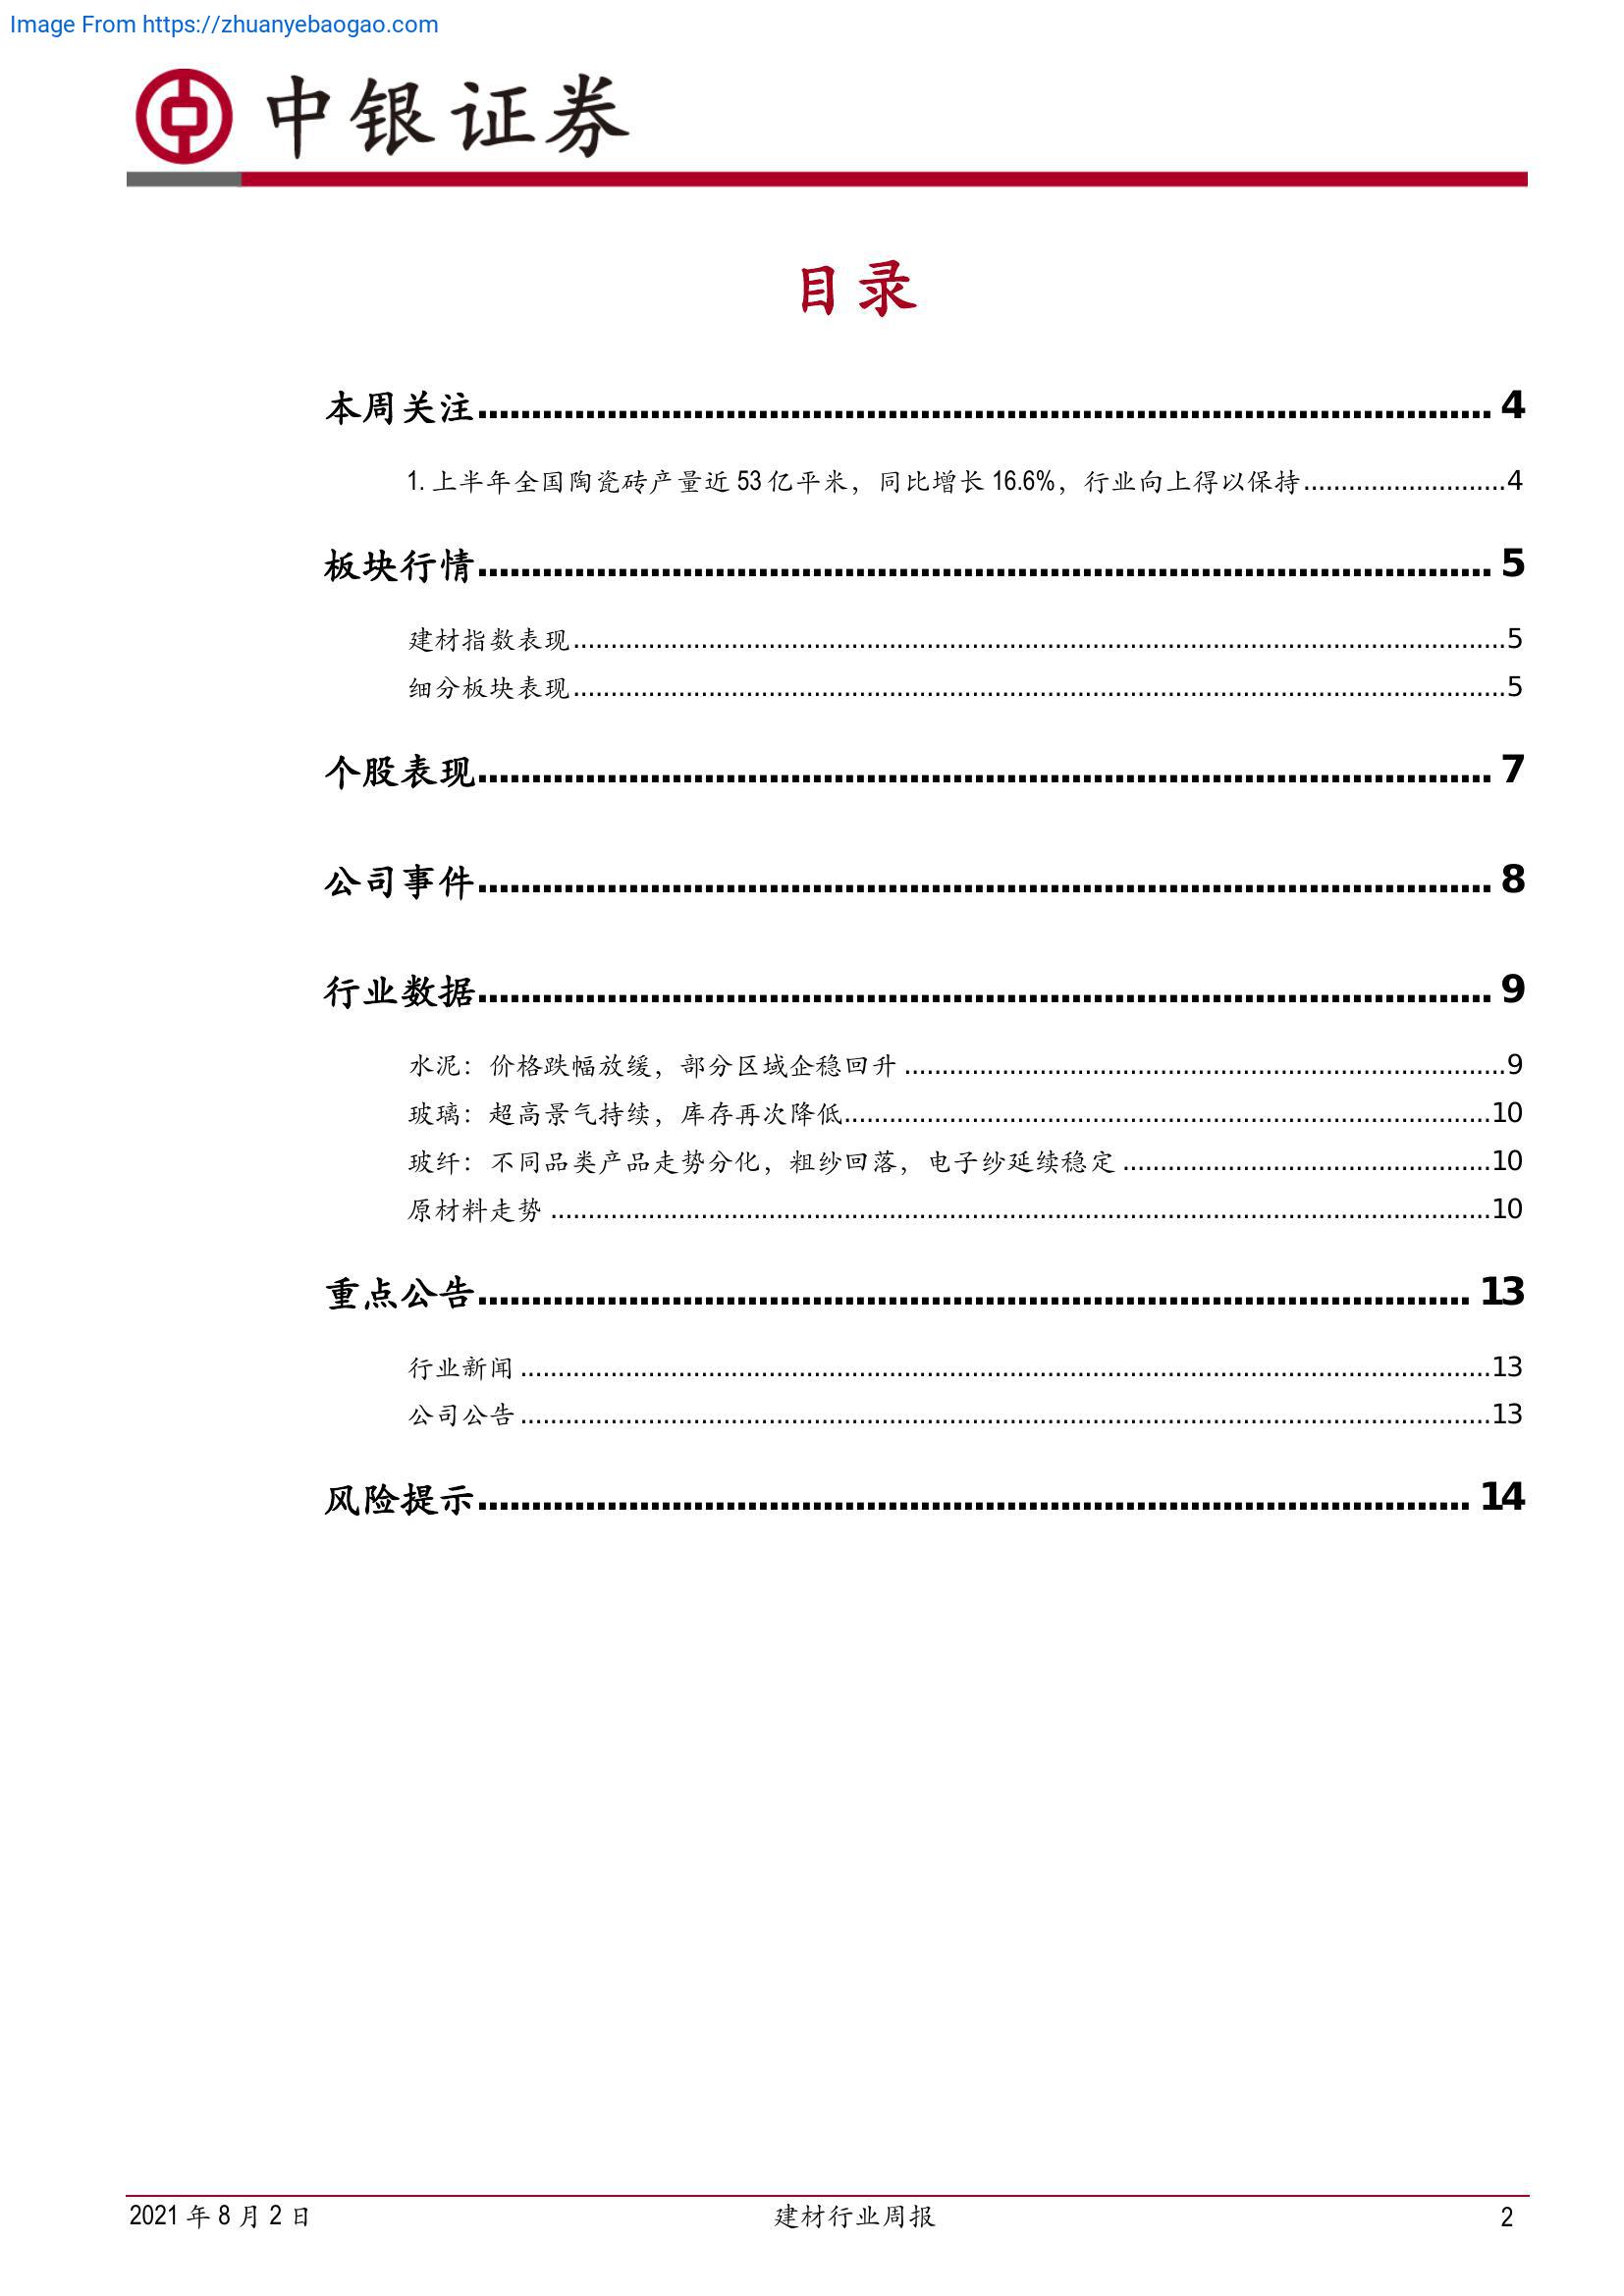 Image From https://zhuanyebaogao.com
中银证券
目录
本周关注 4
1. 上半年全国陶瓷砖产量近 53 亿平米，同比增长 16.6%，行业向上得以保持 4
板块行情 5
建材指数表现 5
细分板块表现 5
个股表现 7
公司事件 8
行业数据 9
水泥：价格跌幅放缓，部分区域企稳回升 9
玻璃：超高景气持续，库存再次降低 10
玻纤：不同品类产品走势分化，粗纱回落，电子纱延续稳定 10
原材料走势 10
重点公告 13
行业新闻 13
公司公告 13
风险提示 14
2021 年 8 月 2 日 建材行业周报 2